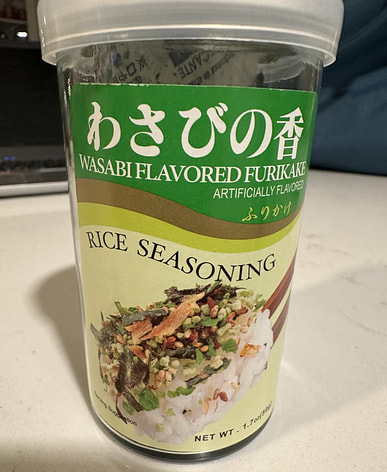 わさびの香
WASABI FLAVORED FURIKAKE
ARTIFICIALLY FLAVORED
ふりかけ
RICE SEASONING
NET WT. 1.7oz(50g)